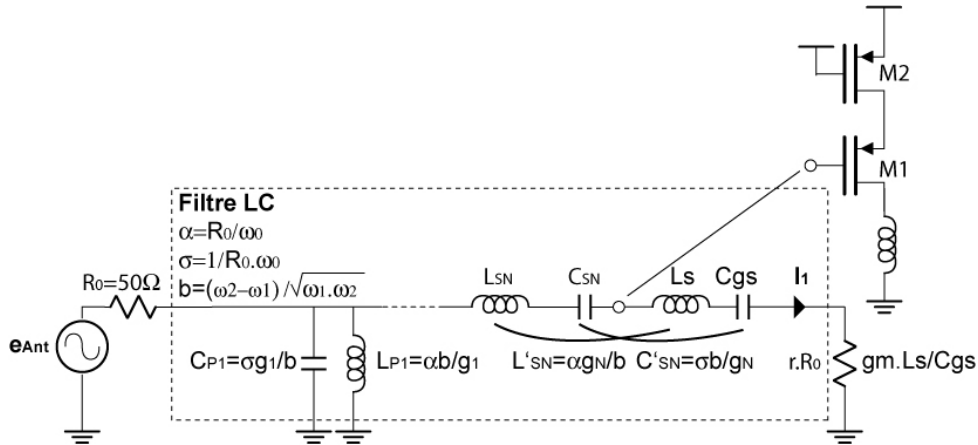 M2
M1
Filtre LC
α=R₀/ω₀
σ=1/R₀.ω₀
b=(ω2−ω1)/√ω1.ω2
R₀=50Ω
LSN
CSN
Ls
Cgs
I₁
eAnt
CP1=σg₁/b
LP1=αb/g₁
L‘SN=αgN/b
C‘SN=σb/gN
r.R₀
gm.Ls/Cgs